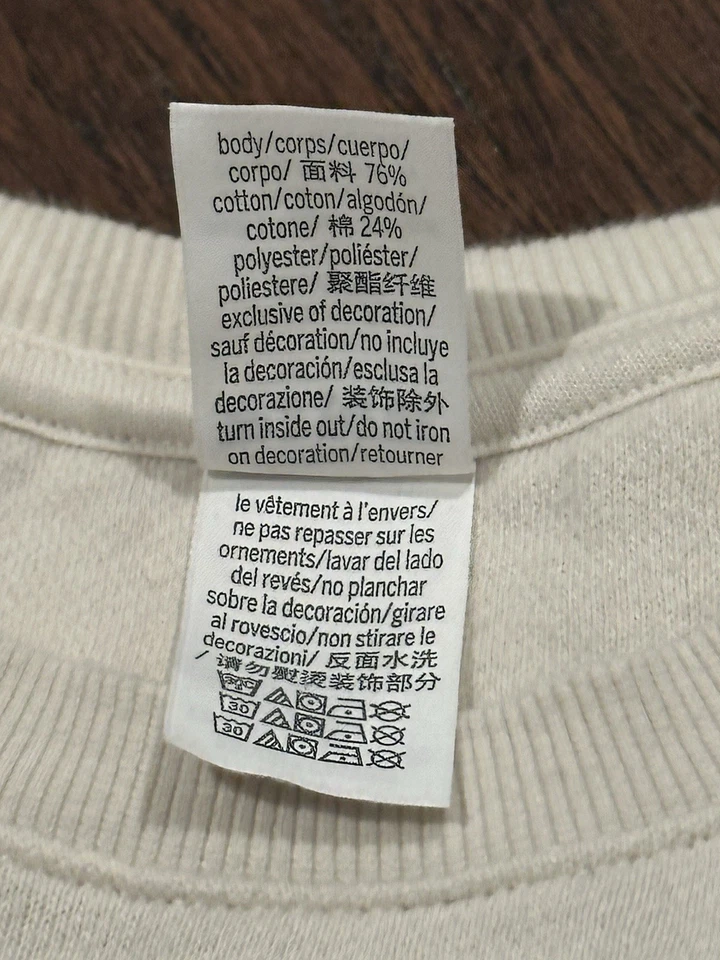 body/corps/cuerpo/
corpo/ 面料 76%
cotton/coton/algodón/
cotone/ 棉 24%
polyester/poliéster/
poliestere/ 聚酯纤维
exclusive of decoration/
sauf décoration/no incluye
la decoración/esclusa la
decorazione/ 装饰除外
turn inside out/do not iron
on decoration/retourner
le vêtement à l'envers/
ne pas repasser sur les
ornements/lavar del lado
del revés/no planchar
sobre la decoración/girare
al rovescio/non stirare le
decorazioni/ 反面水洗
/ 请勿熨烫装饰部分
30
30